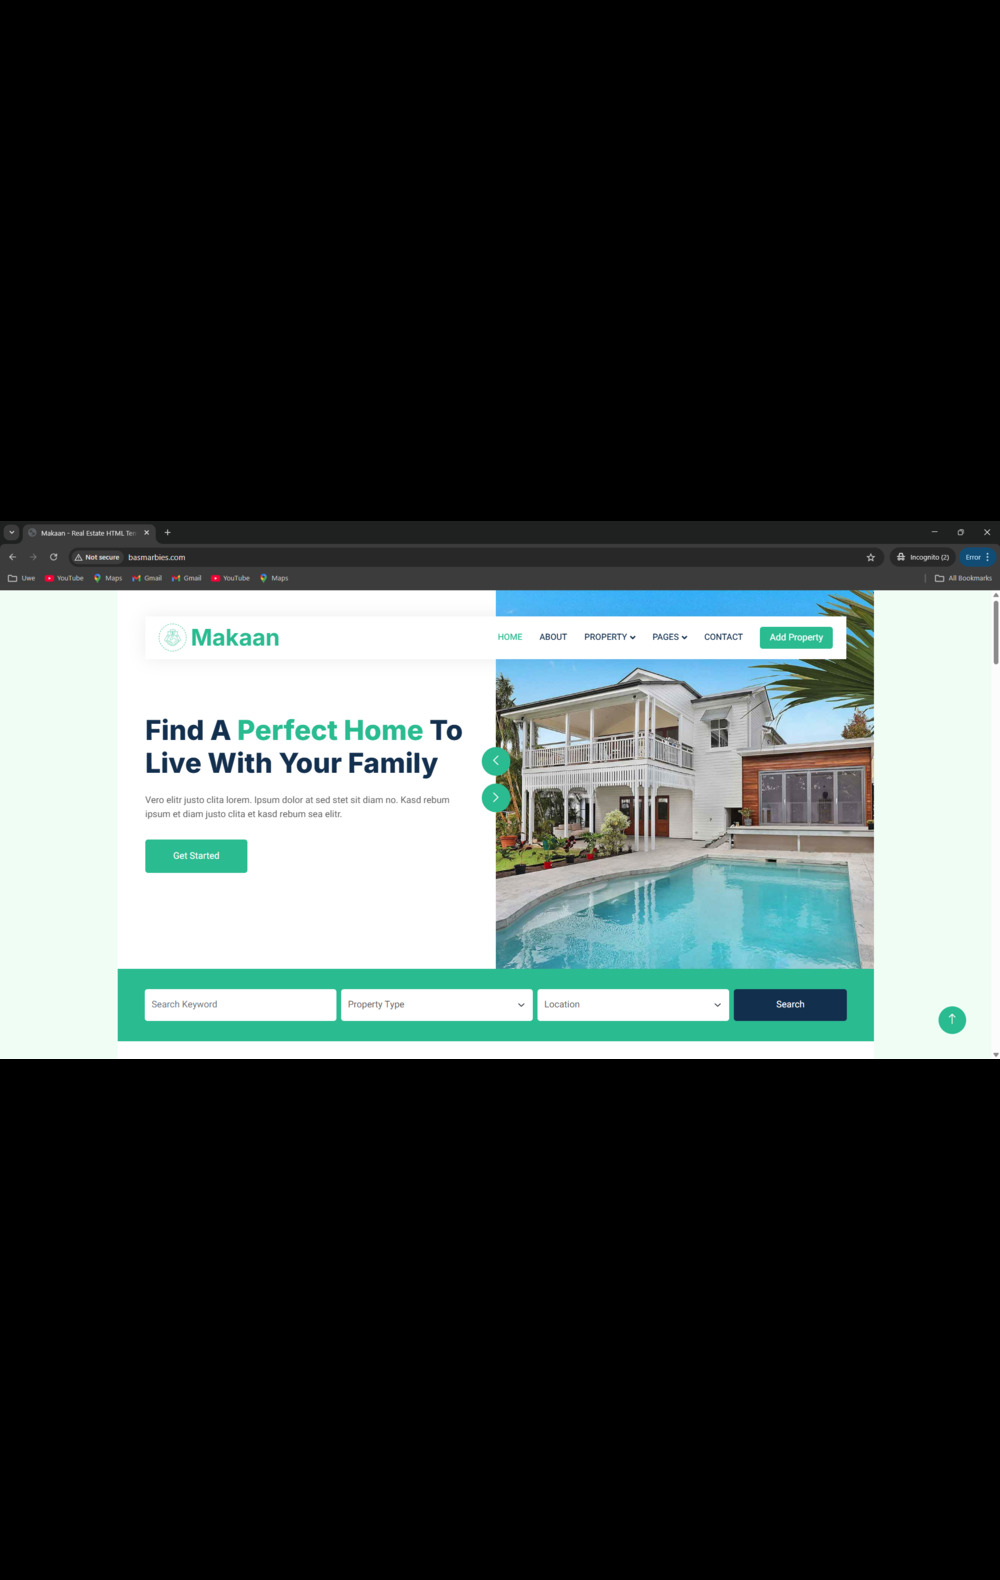 Makaan - Real Estate HTML Ten
Not secure basmarbies.com
Incognito (2) Error
Uwe YouTube Maps Gmail Gmail YouTube Maps All Bookmarks
Makaan HOME ABOUT PROPERTY PAGES CONTACT Add Property
Find A Perfect Home To
Live With Your Family
Vero elitr justo clita lorem. Ipsum dolor at sed stet sit diam no. Kasd rebum
ipsum et diam justo clita et kasd rebum sea elitr.
Get Started
Search Keyword Property Type Location Search